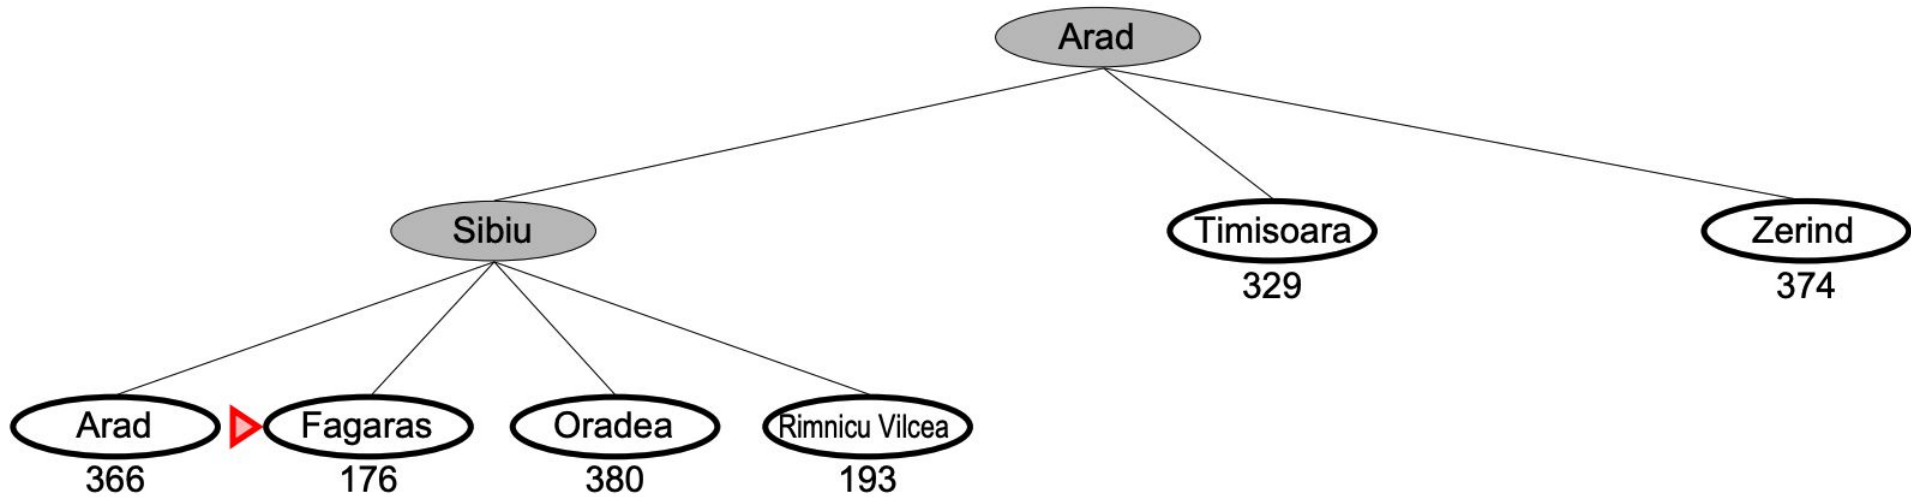 Arad
Sibiu
Timisoara
Zerind
329
374
Arad
Fagaras
Oradea
Rimnicu Vilcea
366
176
380
193